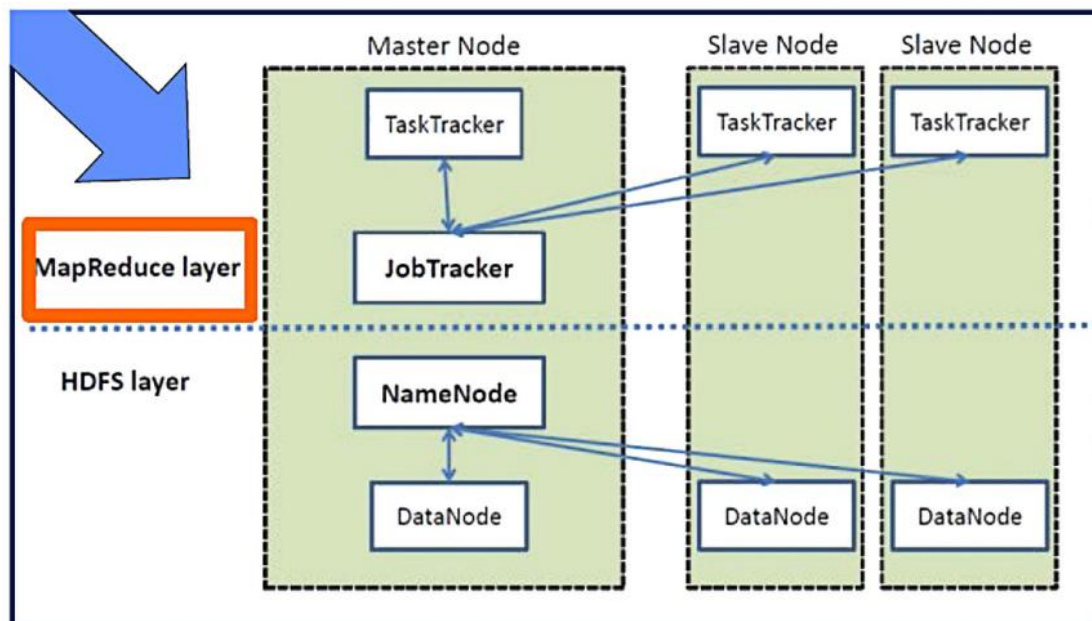 Master Node
Slave Node
Slave Node
TaskTracker
TaskTracker
TaskTracker
MapReduce layer
JobTracker
HDFS layer
NameNode
DataNode
DataNode
DataNode